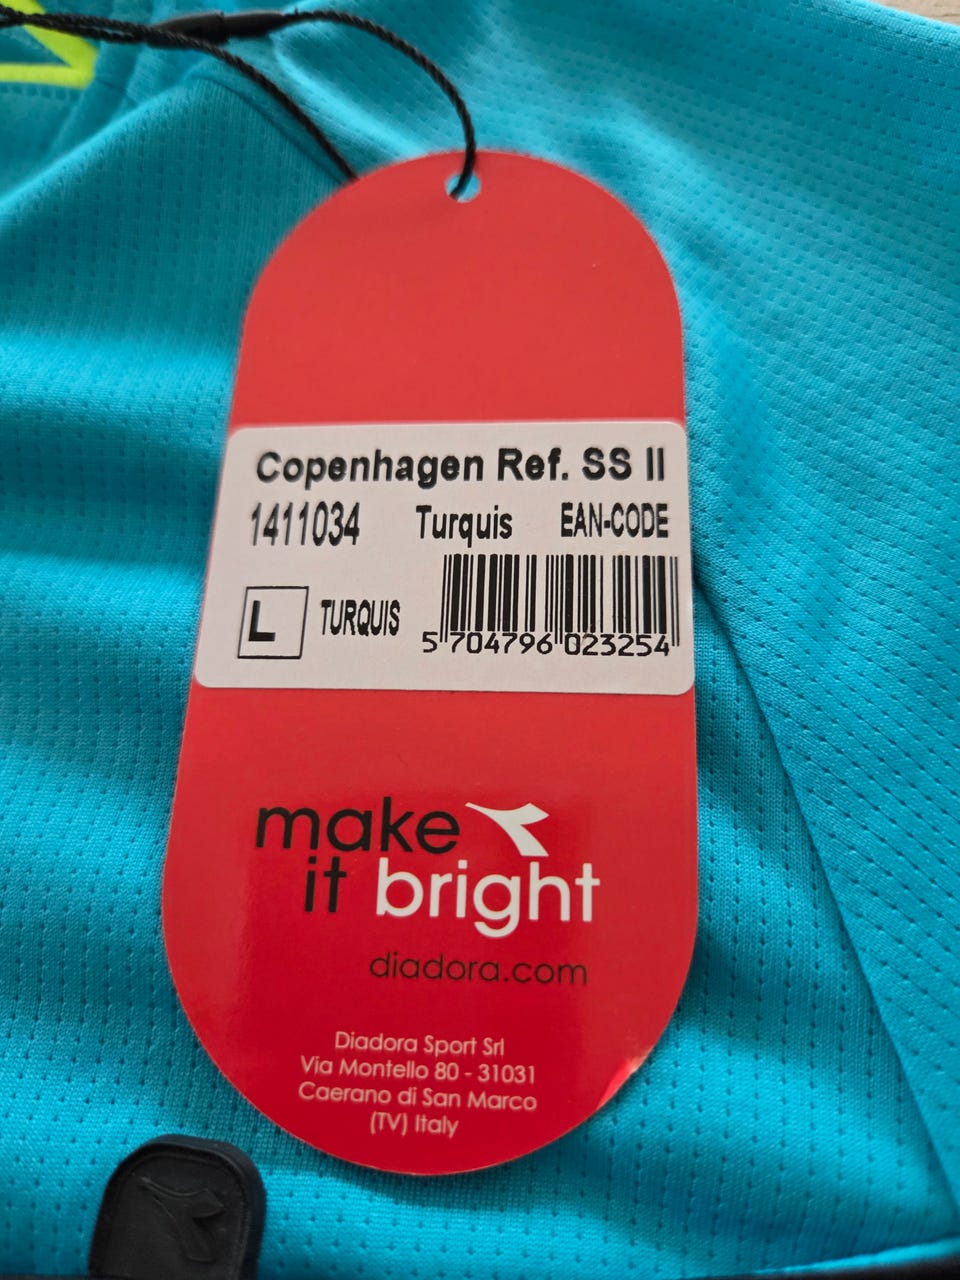 Copenhagen Ref. SS II
1411034 Turquis EAN-CODE
L TURQUIS
5 704796 023254
make
it bright
diadora.com
Diadora Sport Srl
Via Montello 80 - 31031
Caerano di San Marco
(TV) Italy